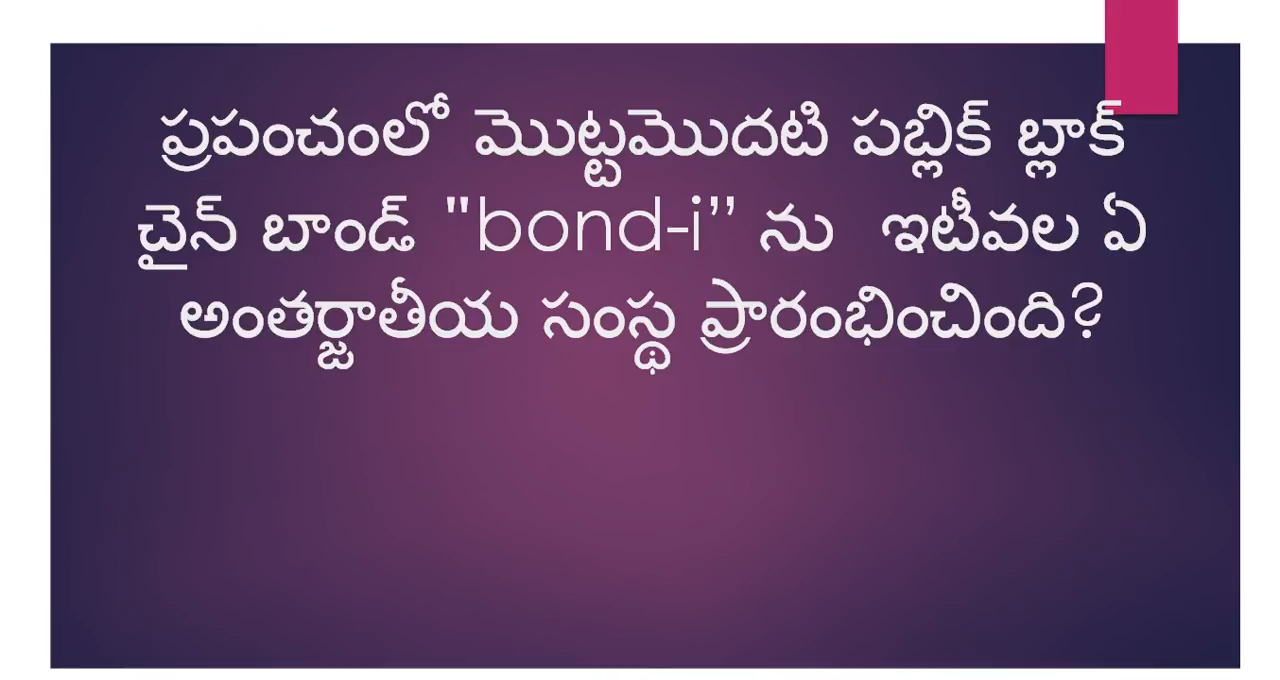 ప్రపంచంలో మొట్టమొదటి పబ్లిక్ బ్లాక్
చైన్ బాండ్ "bond-i” ను ఇటీవల ఏ
అంతర్జాతీయ సంస్థ ప్రారంభించింది?